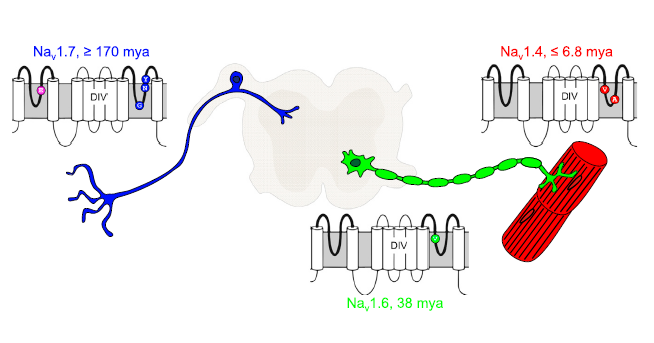 Nav1.7, ≥ 170 mya
Nav1.4, ≤ 6.8 mya
DIV
DIV
V
A
G
DIV
Nav1.6, 38 mya